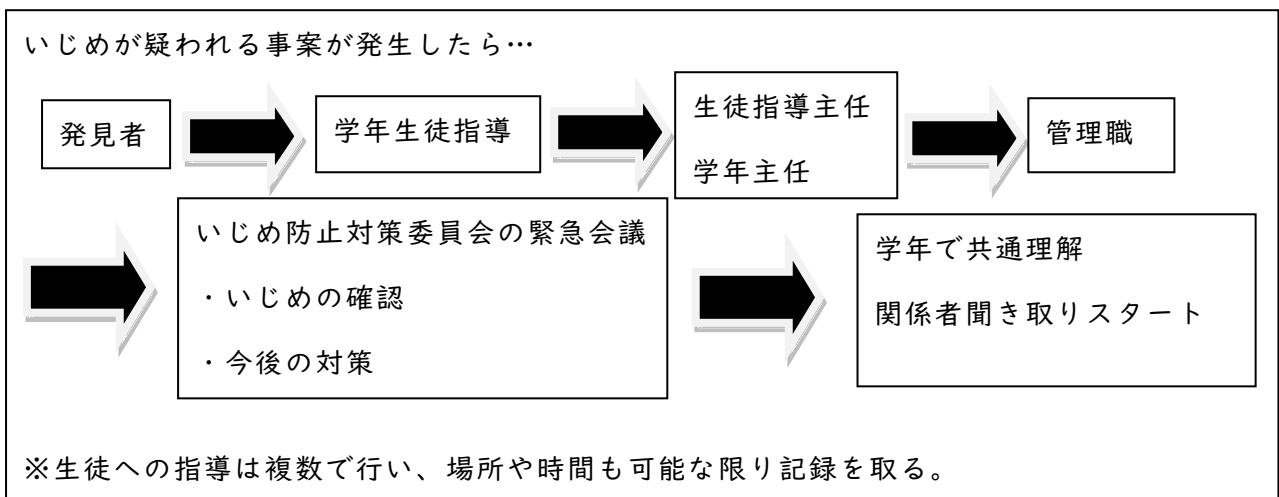 いじめが疑われる事案が発生したら…
発見者
学年生徒指導
生徒指導主任
学年主任
管理職
いじめ防止対策委員会の緊急会議
・いじめの確認
・今後の対策
学年で共通理解
関係者聞き取りスタート
※生徒への指導は複数で行い、場所や時間も可能な限り記録を取る。